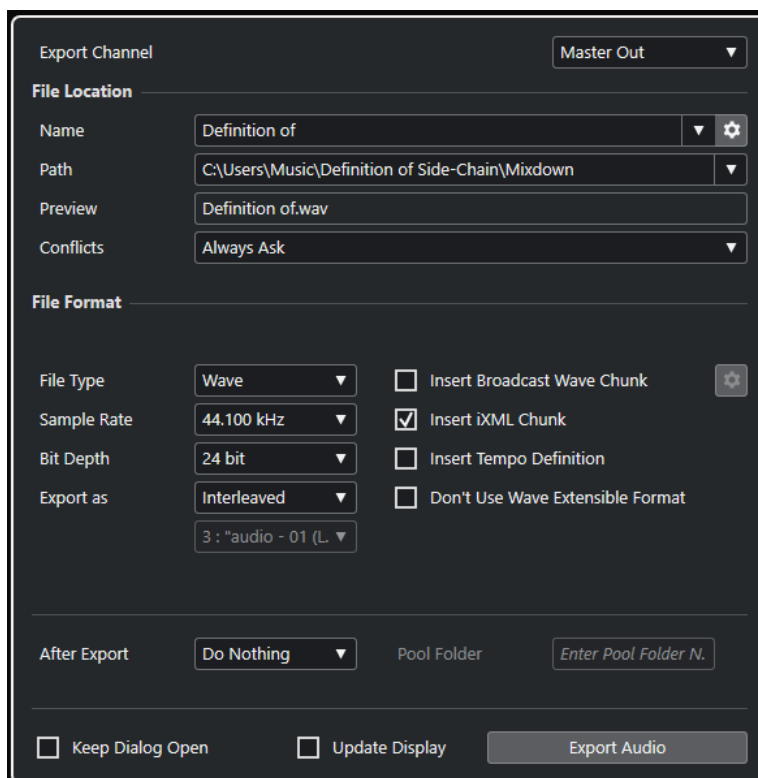 Export Channel Master Out
File Location
Name Definition of
Path C:\Users\Music\Definition of Side-Chain\Mixdown
Preview Definition of.wav
Conflicts Always Ask
File Format
File Type Wave Insert Broadcast Wave Chunk
Sample Rate 44.100 kHz Insert iXML Chunk
Bit Depth 24 bit Insert Tempo Definition
Export as Interleaved Don't Use Wave Extensible Format
3 : "audio - 01 (L.
After Export Do Nothing Pool Folder Enter Pool Folder N.
Keep Dialog Open Update Display Export Audio